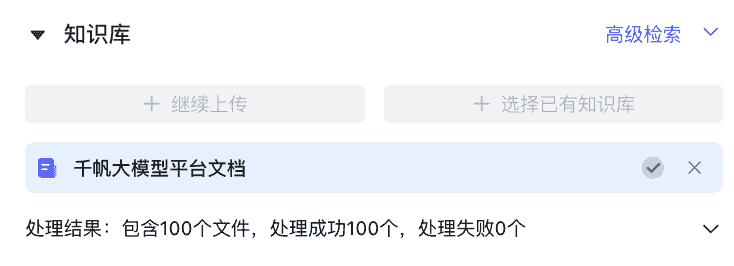 知识库
高级检索
继续上传
选择已有知识库
千帆大模型平台文档
处理结果：包含100个文件，处理成功100个，处理失败0个